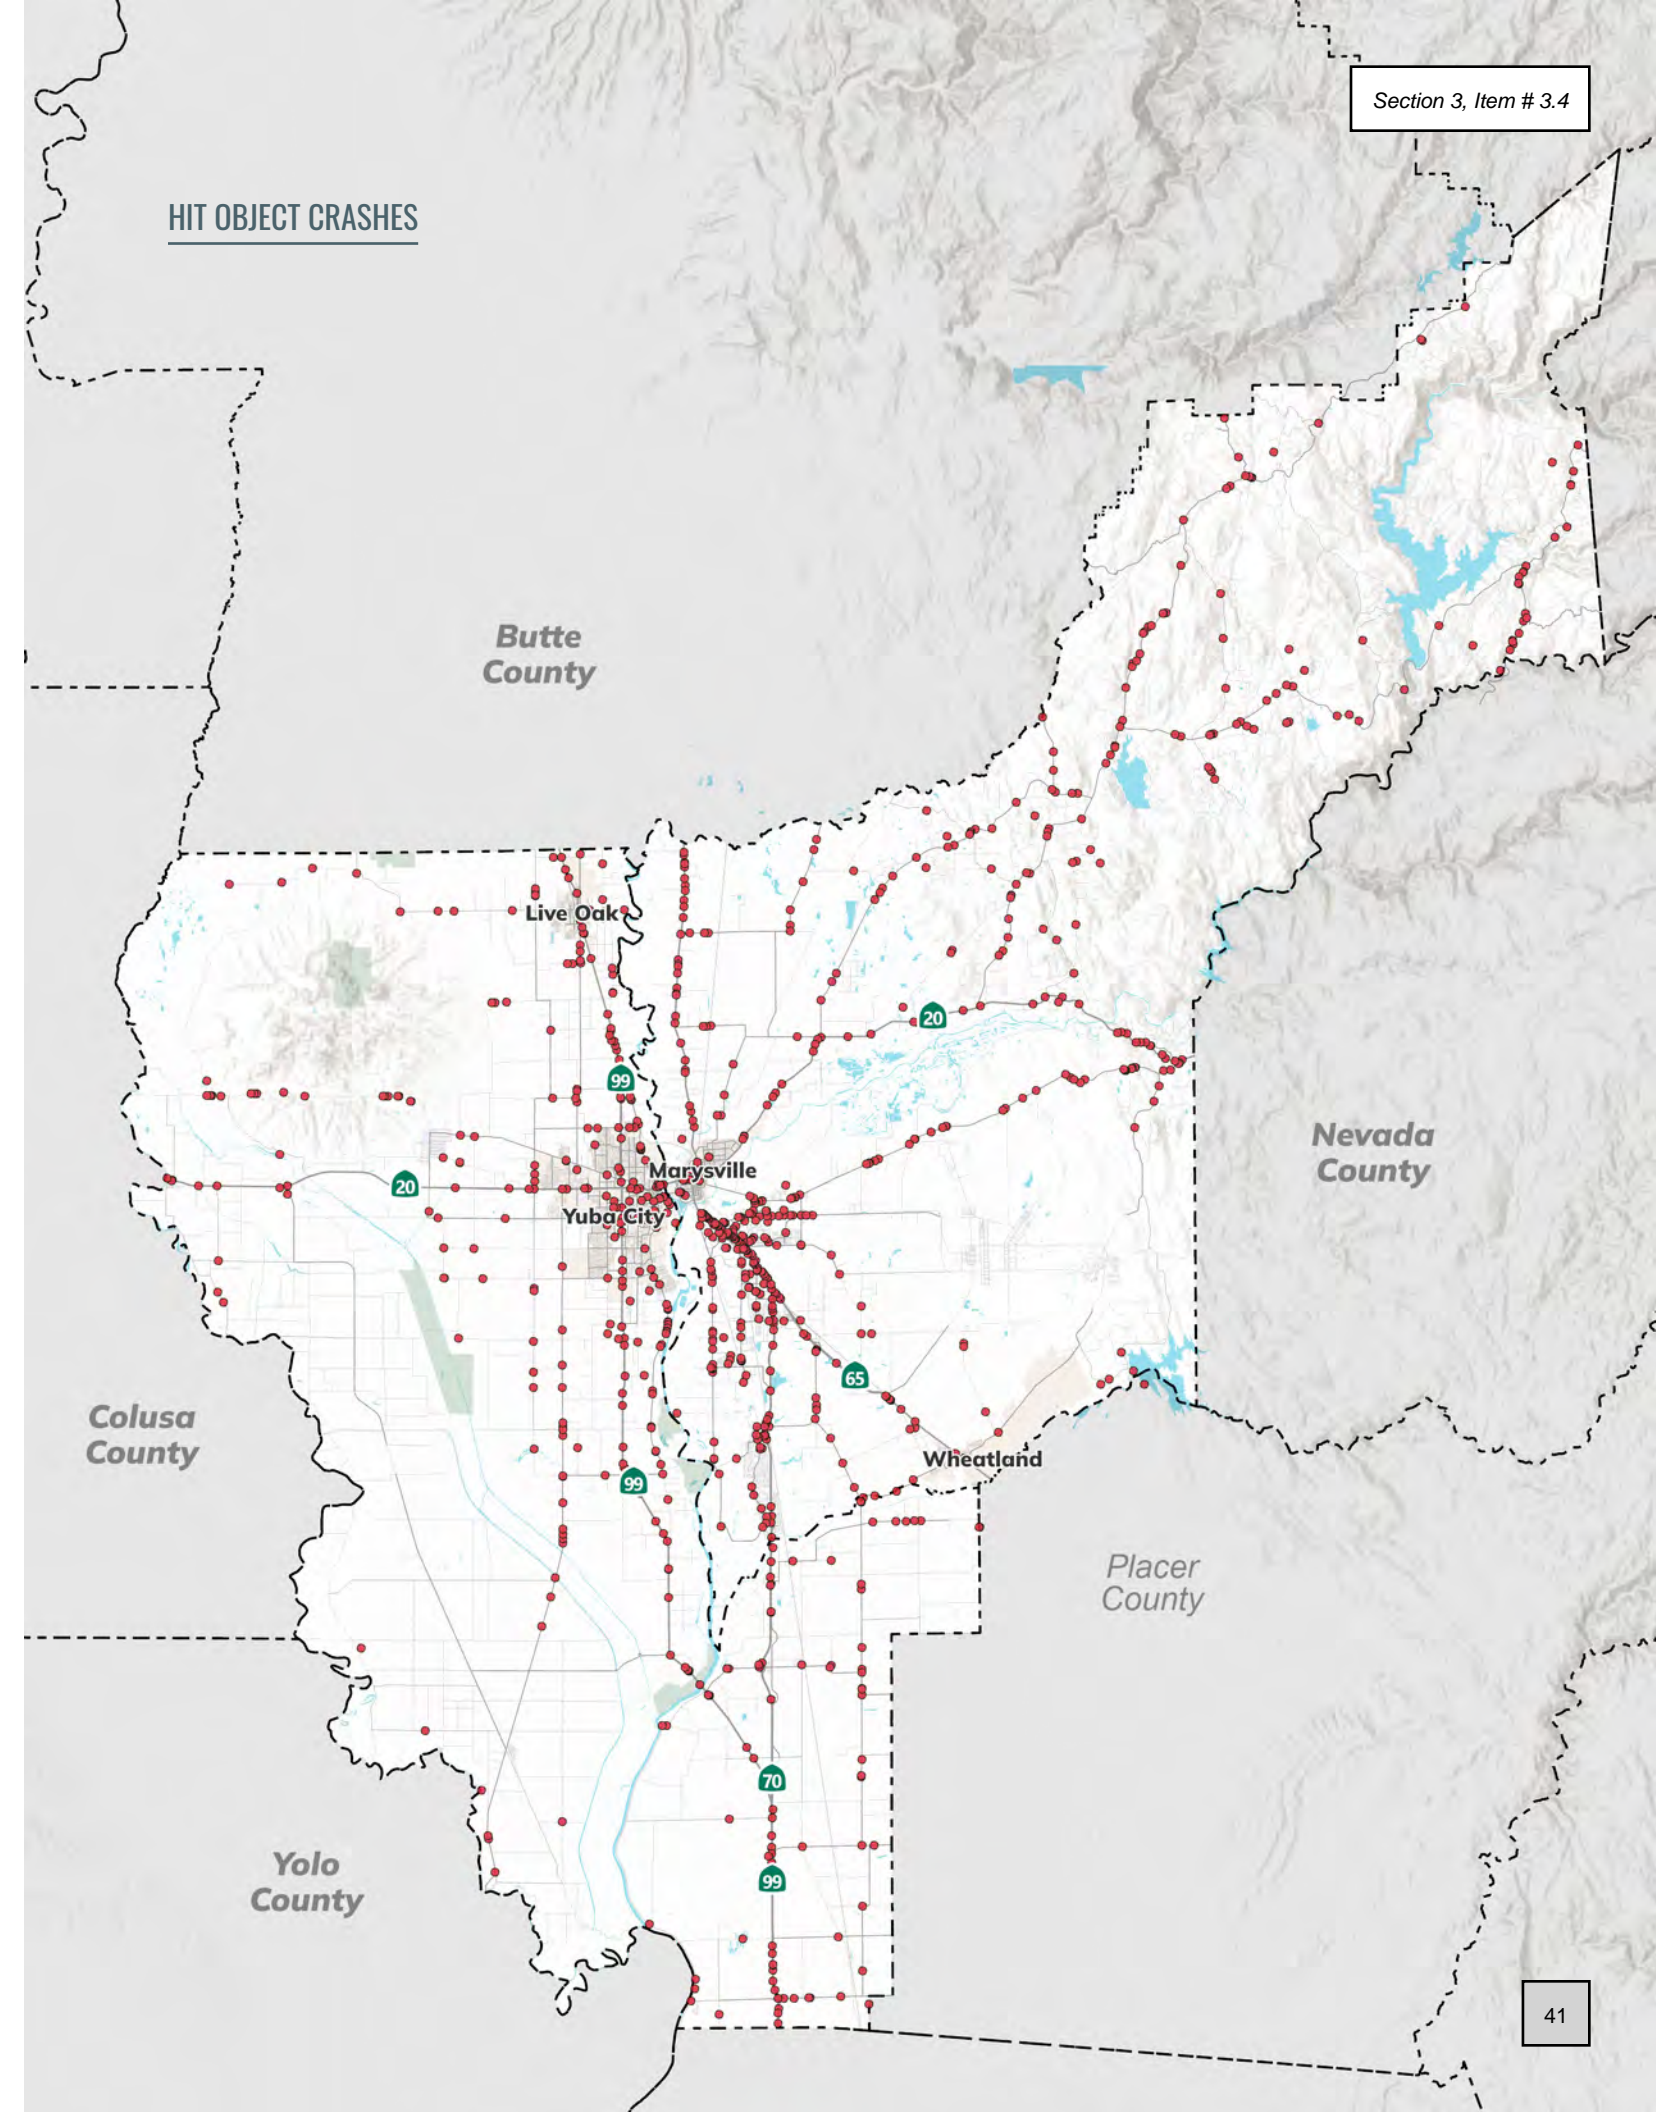 Section 3, Item # 3.4
HIT OBJECT CRASHES
Butte
County
Live Oak
20
99
Nevada
County
Marysville
20
Yuba City
65
Colusa
County
Wheatland
99
Placer
County
70
Yolo
County
99
41